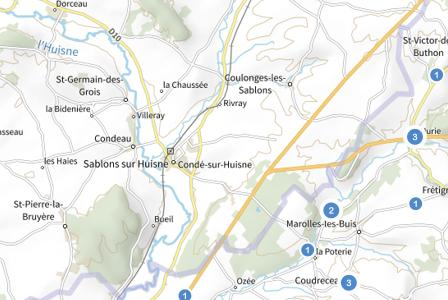 Dorceau
D10
l'Huisne
St-Victor-de
Buthon
1
St-Germain-des-
Grois
la Chaussée
Coulonges-les-
Sablons
Rivray
la Bidenière
Villeray
asseau
Condeau
3
urie
les Haies
Sablons sur Huisne
Condé-sur-Huisne
Frétign
St-Pierre-la-
Bruyère
Bueil
2
1
Marolles-les-Buis
1
la Poterie
Ozée
Coudrecea
3
1